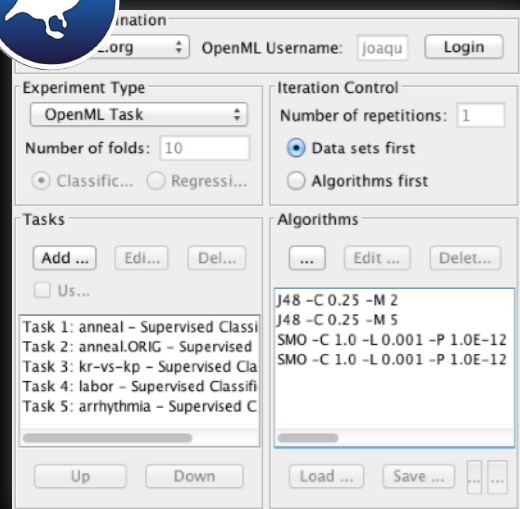 ination
.org OpenML Username: joaqu Login
Experiment Type
OpenML Task
Number of folds: 10
Classific... Regressi...
Iteration Control
Number of repetitions: 1
Data sets first
Algorithms first
Tasks
Add ... Edi... Del...
Us...
Task 1: anneal - Supervised Classi
Task 2: anneal.ORIG - Supervised
Task 3: kr-vs-kp - Supervised Cla
Task 4: labor - Supervised Classifi
Task 5: arrhythmia - Supervised C
Up Down
Algorithms
... Edit ... Delet...
J48 -C 0.25 -M 2
J48 -C 0.25 -M 5
SMO -C 1.0 -L 0.001 -P 1.0E-12
SMO -C 1.0 -L 0.001 -P 1.0E-12
Load ... Save ... ... ...